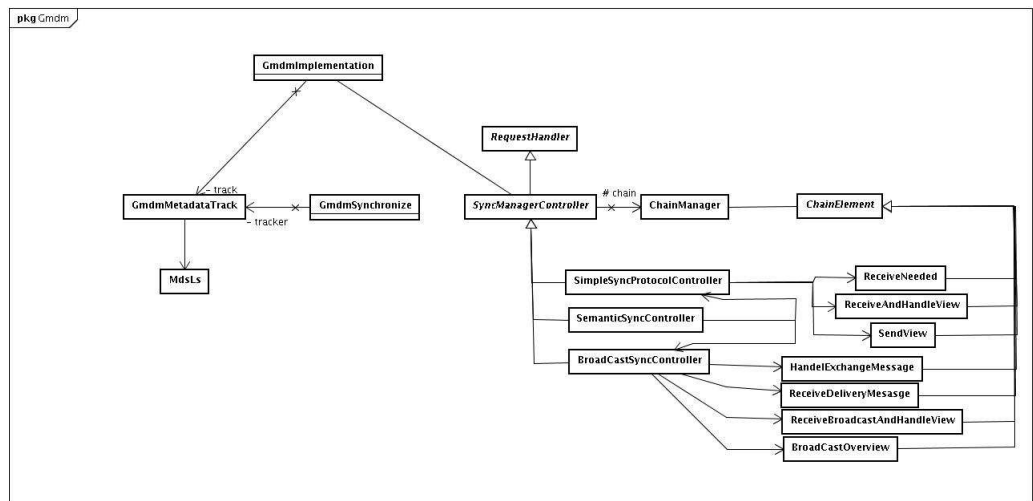 pkg Gmdm
GmdmImplementation
RequestHandler
- track
# chain
GmdmMetadataTrack
GmdmSynchronize
SyncManagerController
ChainManager
ChainElement
- tracker
MdsLs
SimpleSyncProtocolController
ReceiveNeeded
ReceiveAndHandleView
SemanticSyncController
SendView
BroadCastSyncController
HandelExchangeMessage
ReceiveDeliveryMesasge
ReceiveBroadcastAndHandleView
BroadCastOverview